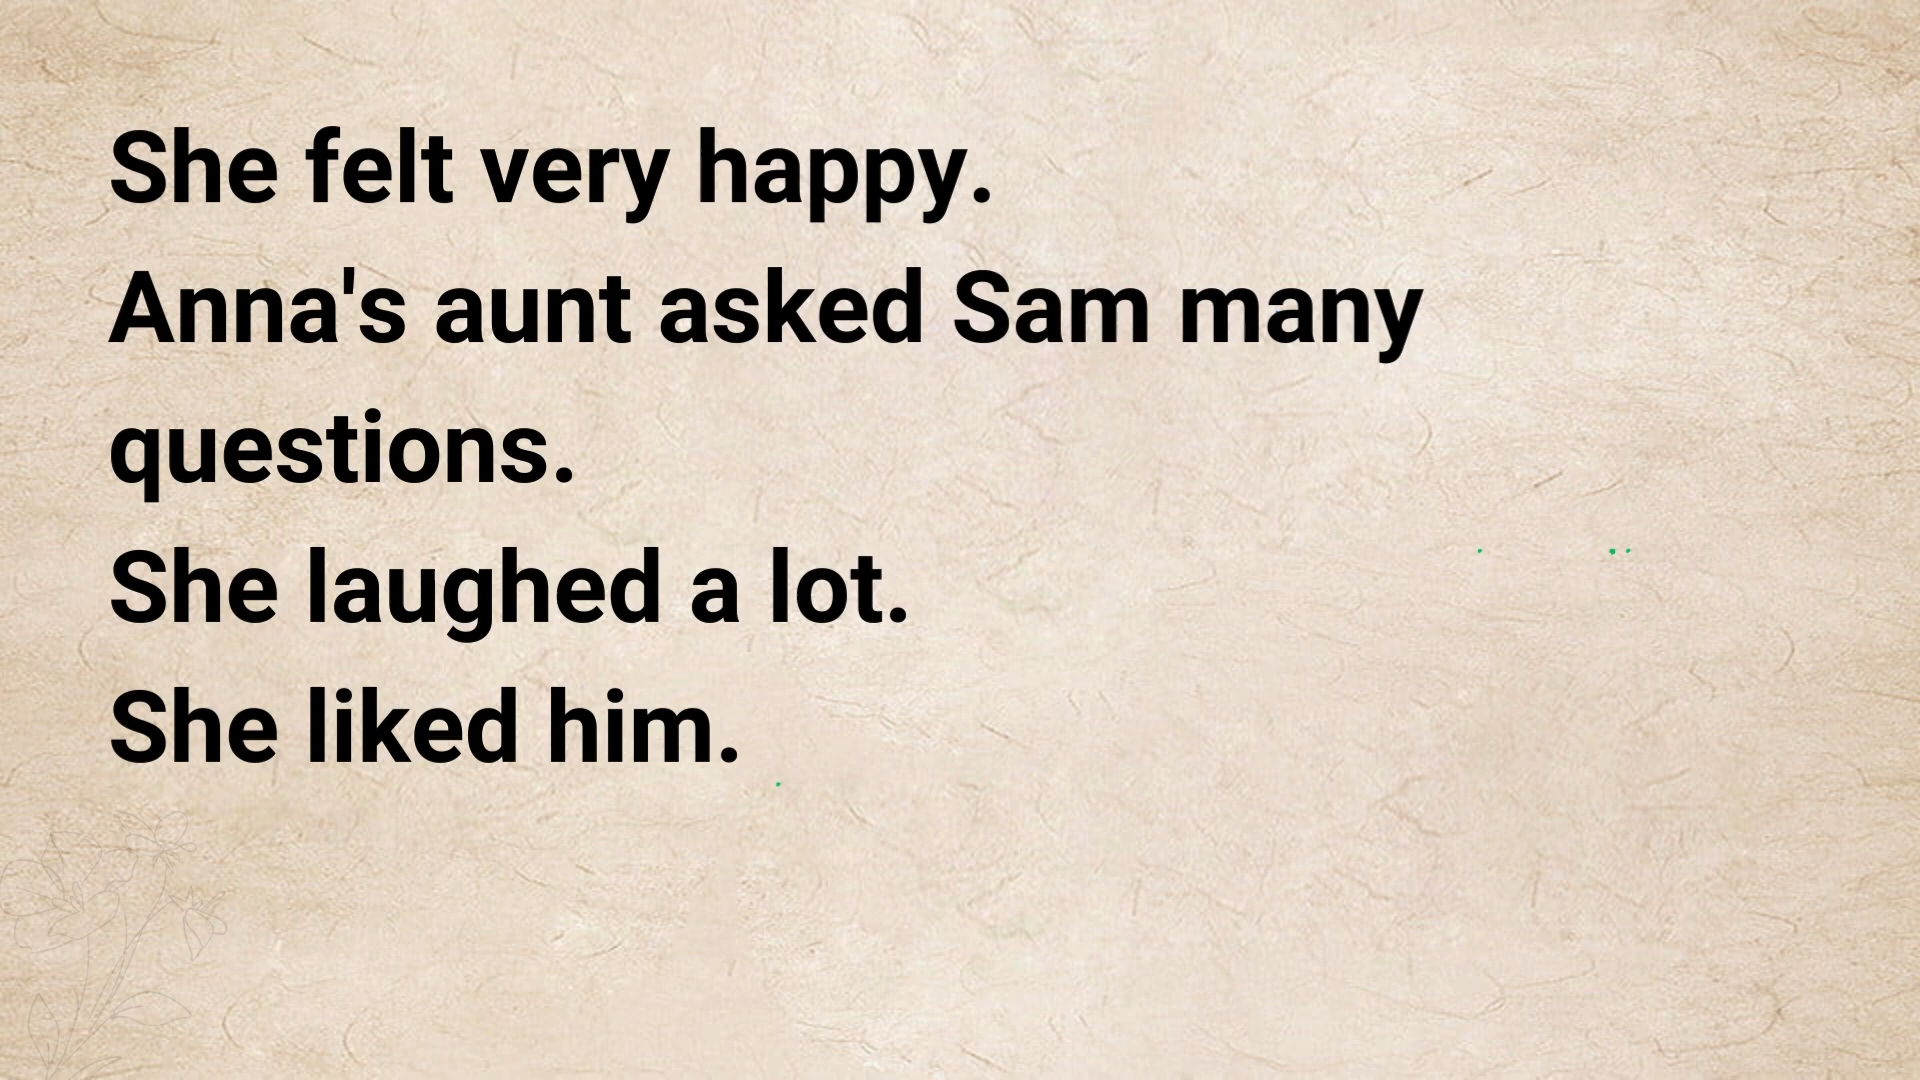 She felt very happy.
Anna's aunt asked Sam many
questions.
She laughed a lot.
She liked him.